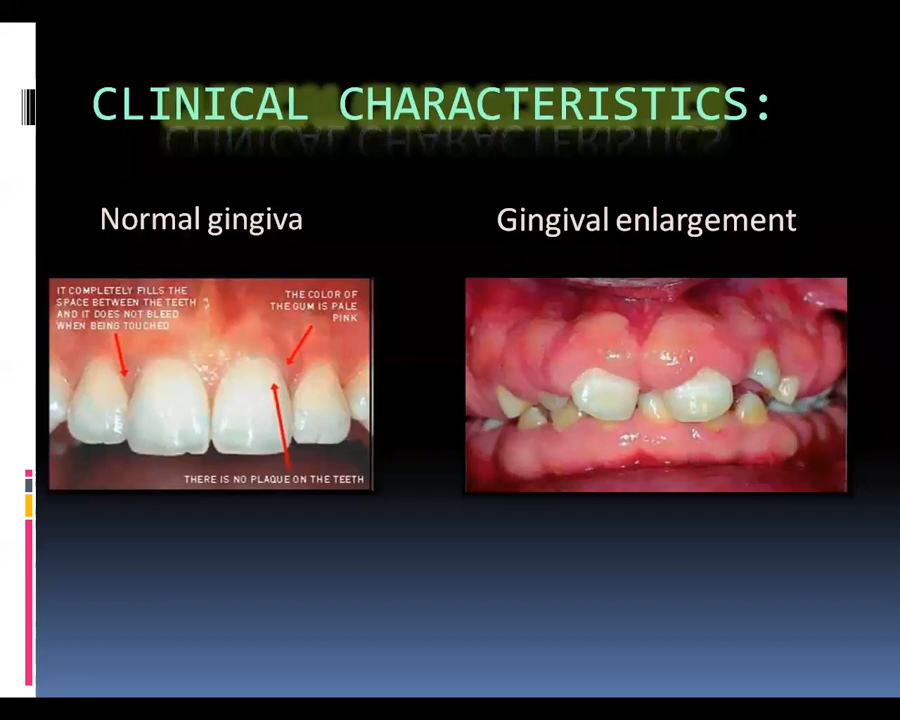 CLINICAL CHARACTERISTICS:
Normal gingiva
Gingival enlargement
IT COMPLETELY FILLS THE
SPACE BETWEEN THE TEETH
AND IT DOES NOT BLEED
WHEN BEING TOUCHED
THE COLOR OF
THE GUM IS PALE
PINK
THERE IS NO PLAQUE ON THE TEETH